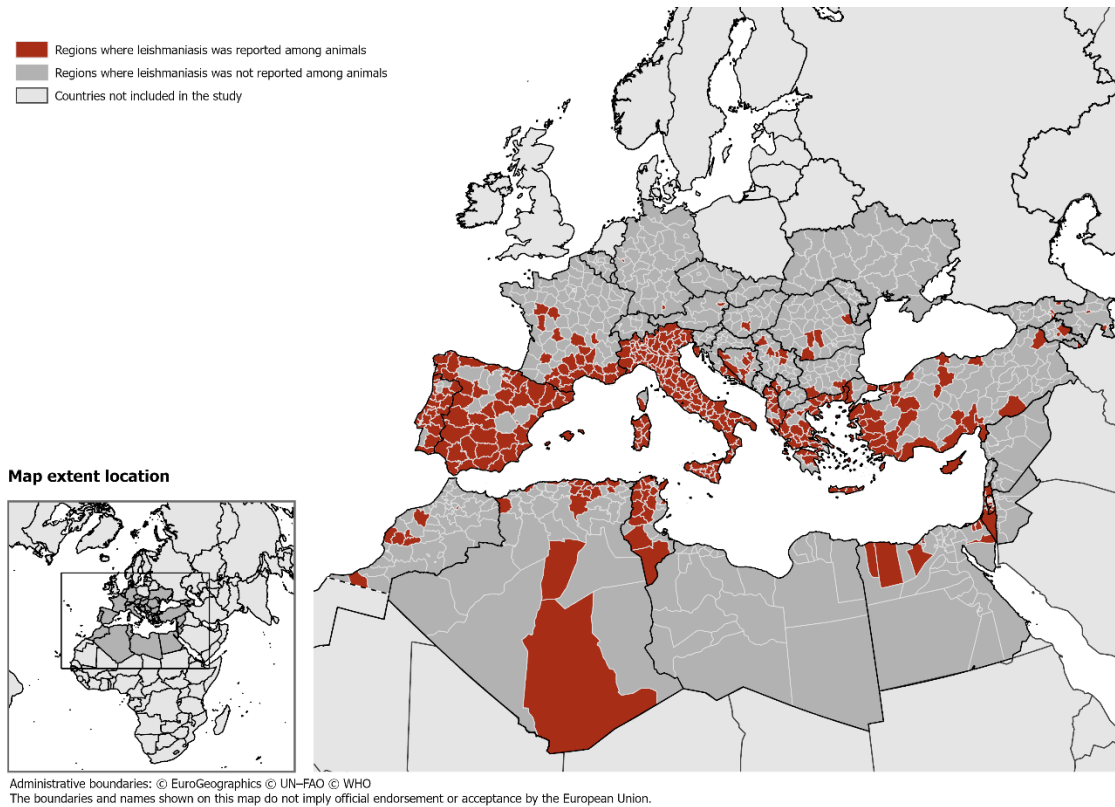 Regions where leishmaniasis was reported among animals
Regions where leishmaniasis was not reported among animals
Countries not included in the study
Map extent location
Administrative boundaries: © EuroGeographics © UN–FAO © WHO
The boundaries and names shown on this map do not imply official endorsement or acceptance by the European Union.